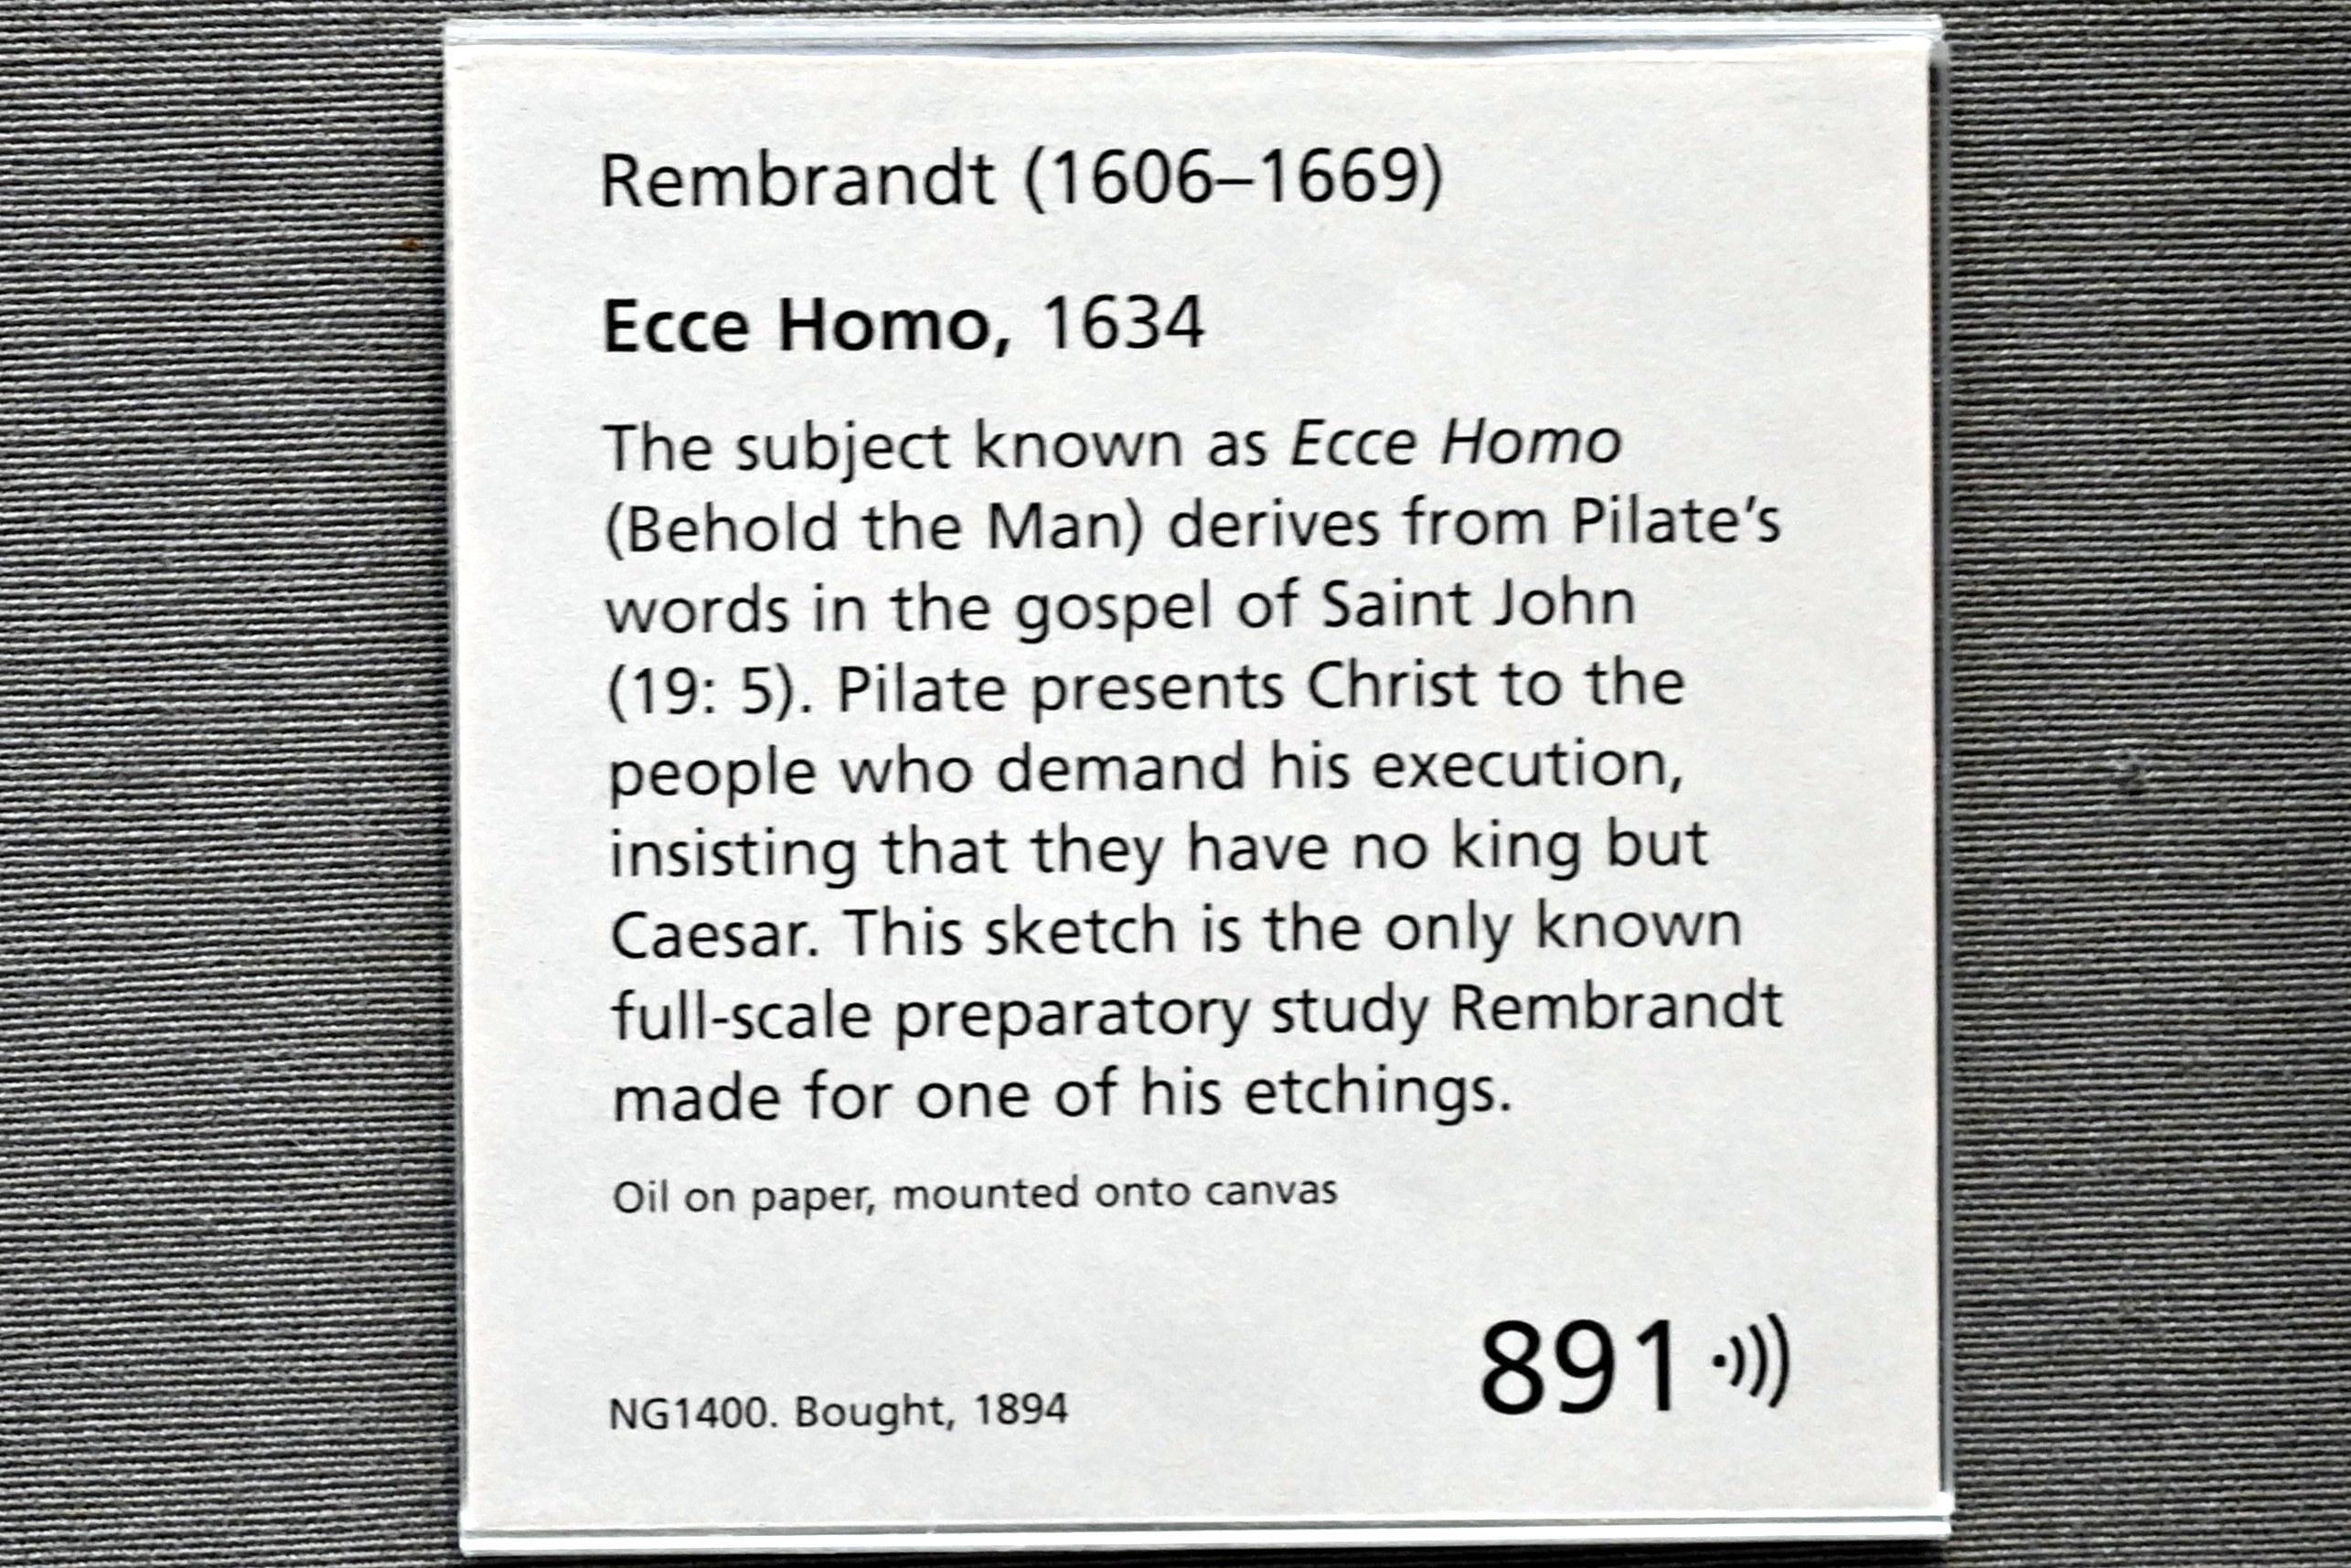 Rembrandt (1606–1669)
Ecce Homo, 1634
The subject known as Ecce Homo
(Behold the Man) derives from Pilate’s
words in the gospel of Saint John
(19: 5). Pilate presents Christ to the
people who demand his execution,
insisting that they have no king but
Caesar. This sketch is the only known
full-scale preparatory study Rembrandt
made for one of his etchings.
Oil on paper, mounted onto canvas
891
NG1400. Bought, 1894